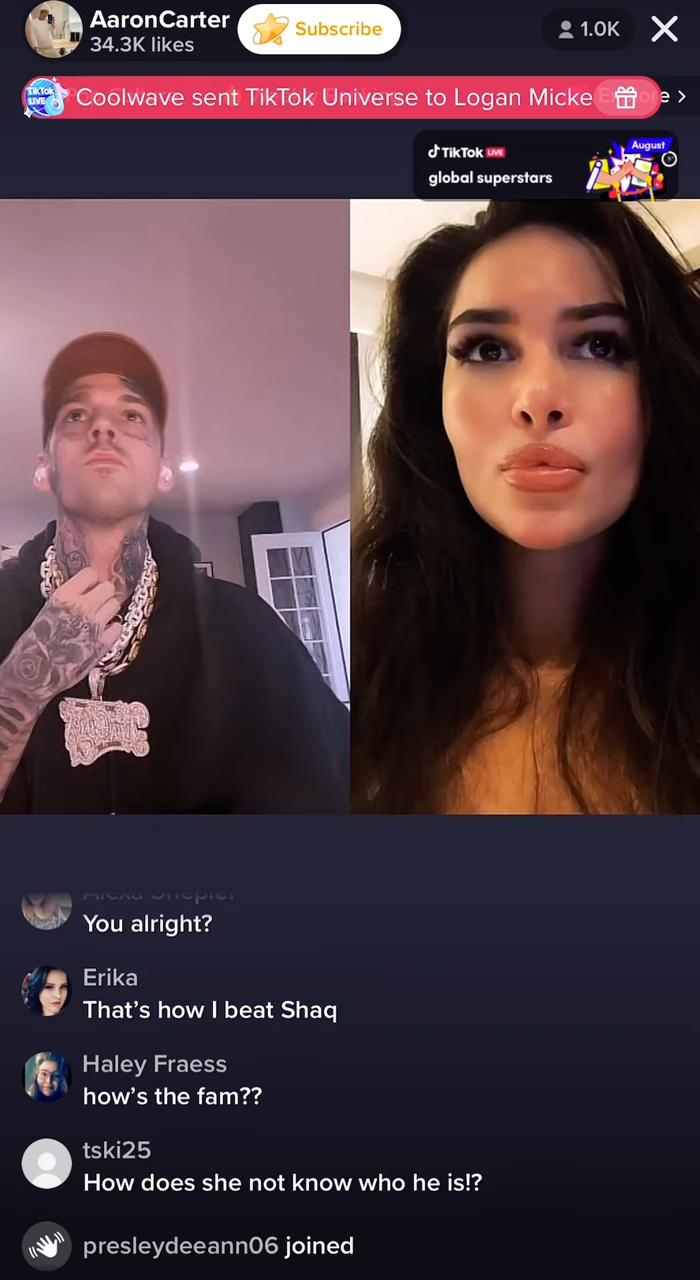 AaronCarter
34.3K likes
Subscribe
1.0K
TikTok
LIVE
Coolwave sent TikTok Universe to Logan Micke
e >
TikTok LIVE
August
global superstars
You alright?
Erika
That’s how I beat Shaq
Haley Fraess
how’s the fam??
tski25
How does she not know who he is!?
presleydeeann06 joined